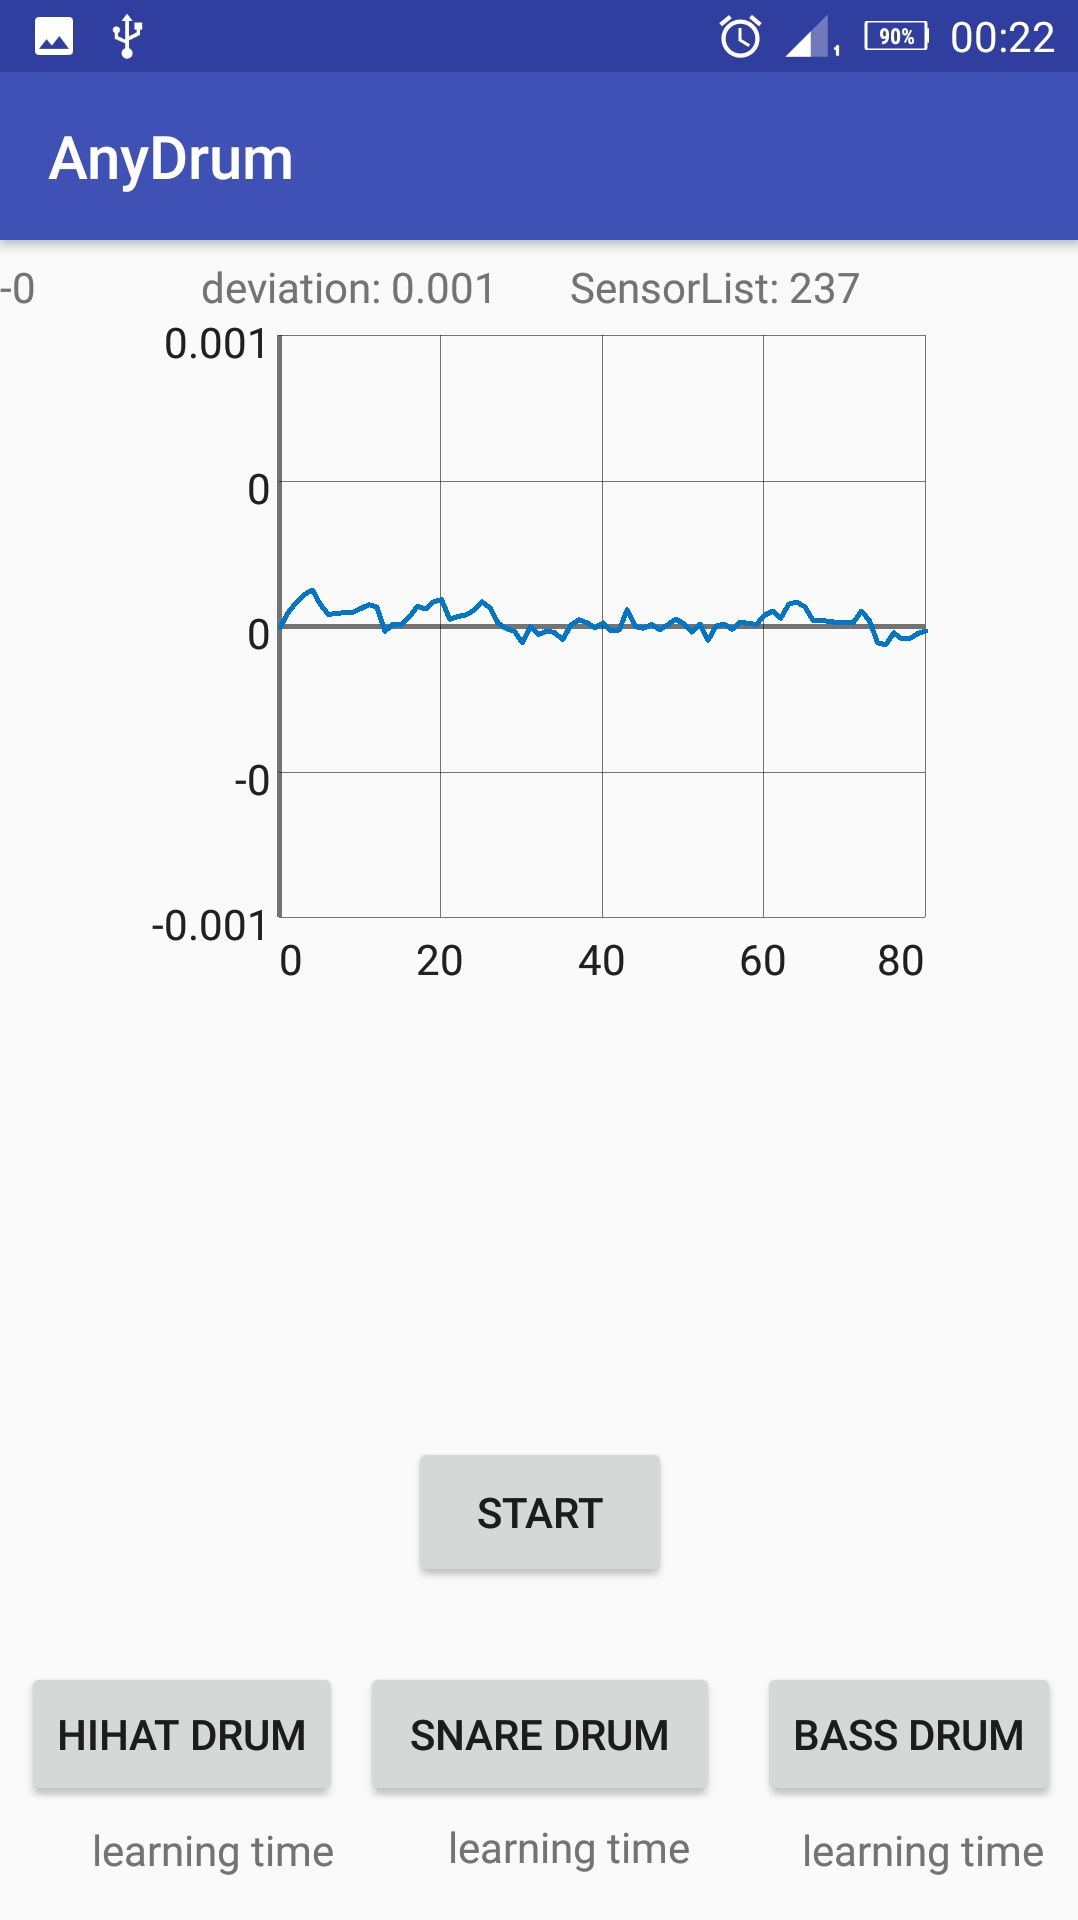 90% 00:22
AnyDrum
-0 deviation: 0.001 SensorList: 237
0.001
0
0
-0
-0.001
0 20 40 60 80
START
HIHAT DRUM SNARE DRUM BASS DRUM
learning time learning time learning time